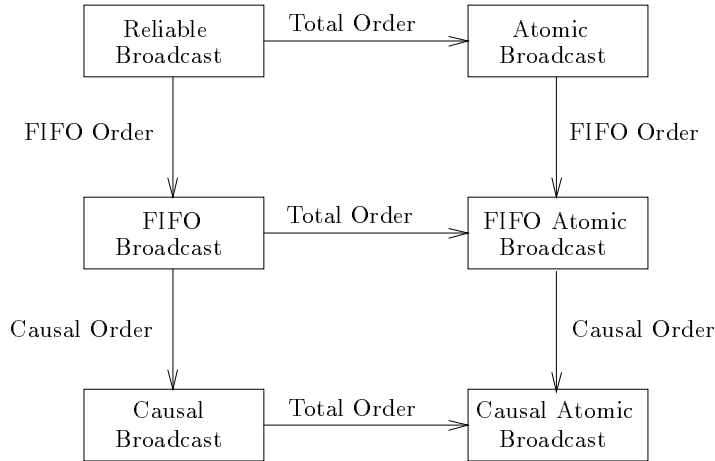 Reliable
Broadcast
Total Order
Atomic
Broadcast
FIFO Order
FIFO Order
FIFO
Broadcast
Total Order
FIFO Atomic
Broadcast
Causal Order
Causal Order
Causal
Broadcast
Total Order
Causal Atomic
Broadcast